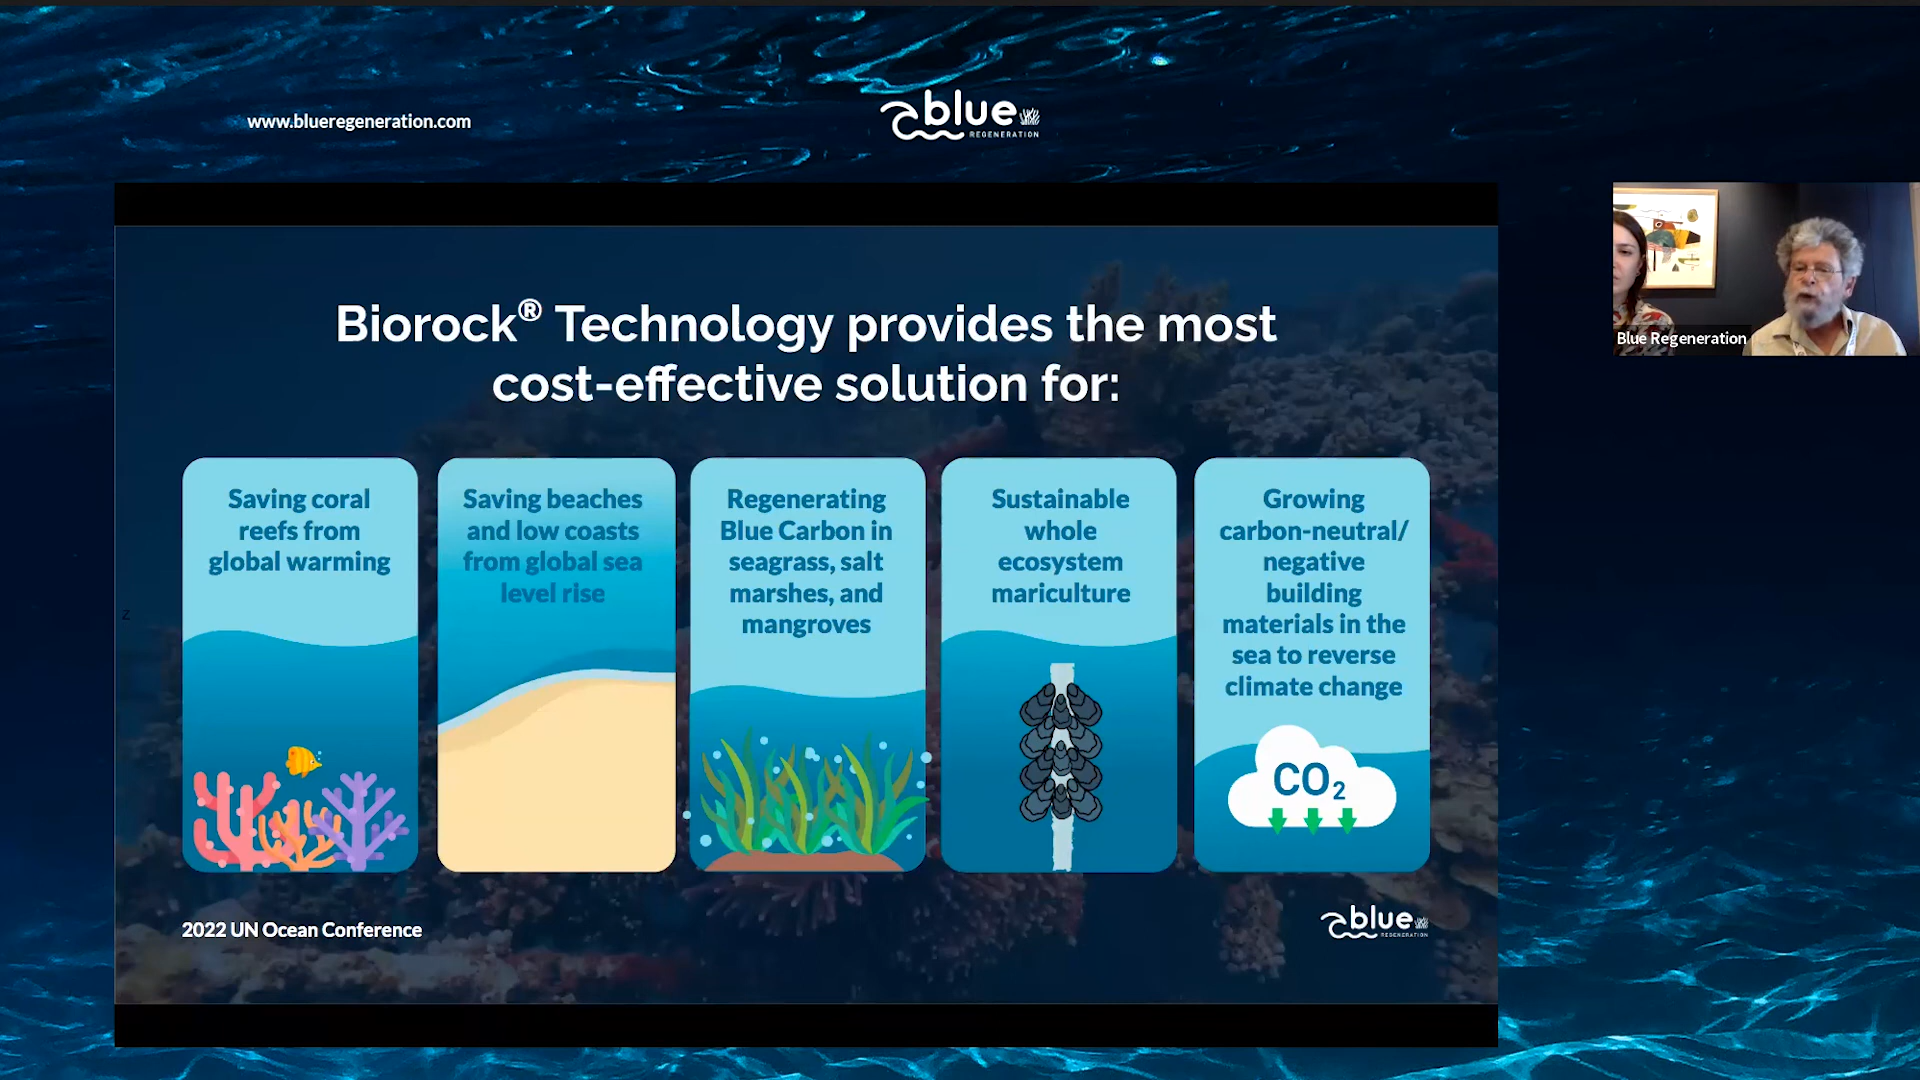 www.blueregeneration.com
blue
REGENERATION
Blue Regeneration
Biorock® Technology provides the most
cost-effective solution for:
Saving coral
reefs from
global warming
Saving beaches
and low coasts
from global sea
level rise
Regenerating
Blue Carbon in
seagrass, salt
marshes, and
mangroves
Sustainable
whole
ecosystem
mariculture
Growing
carbon-neutral/
negative
building
materials in the
sea to reverse
climate change
CO₂
z
2022 UN Ocean Conference
blue
REGENERATION